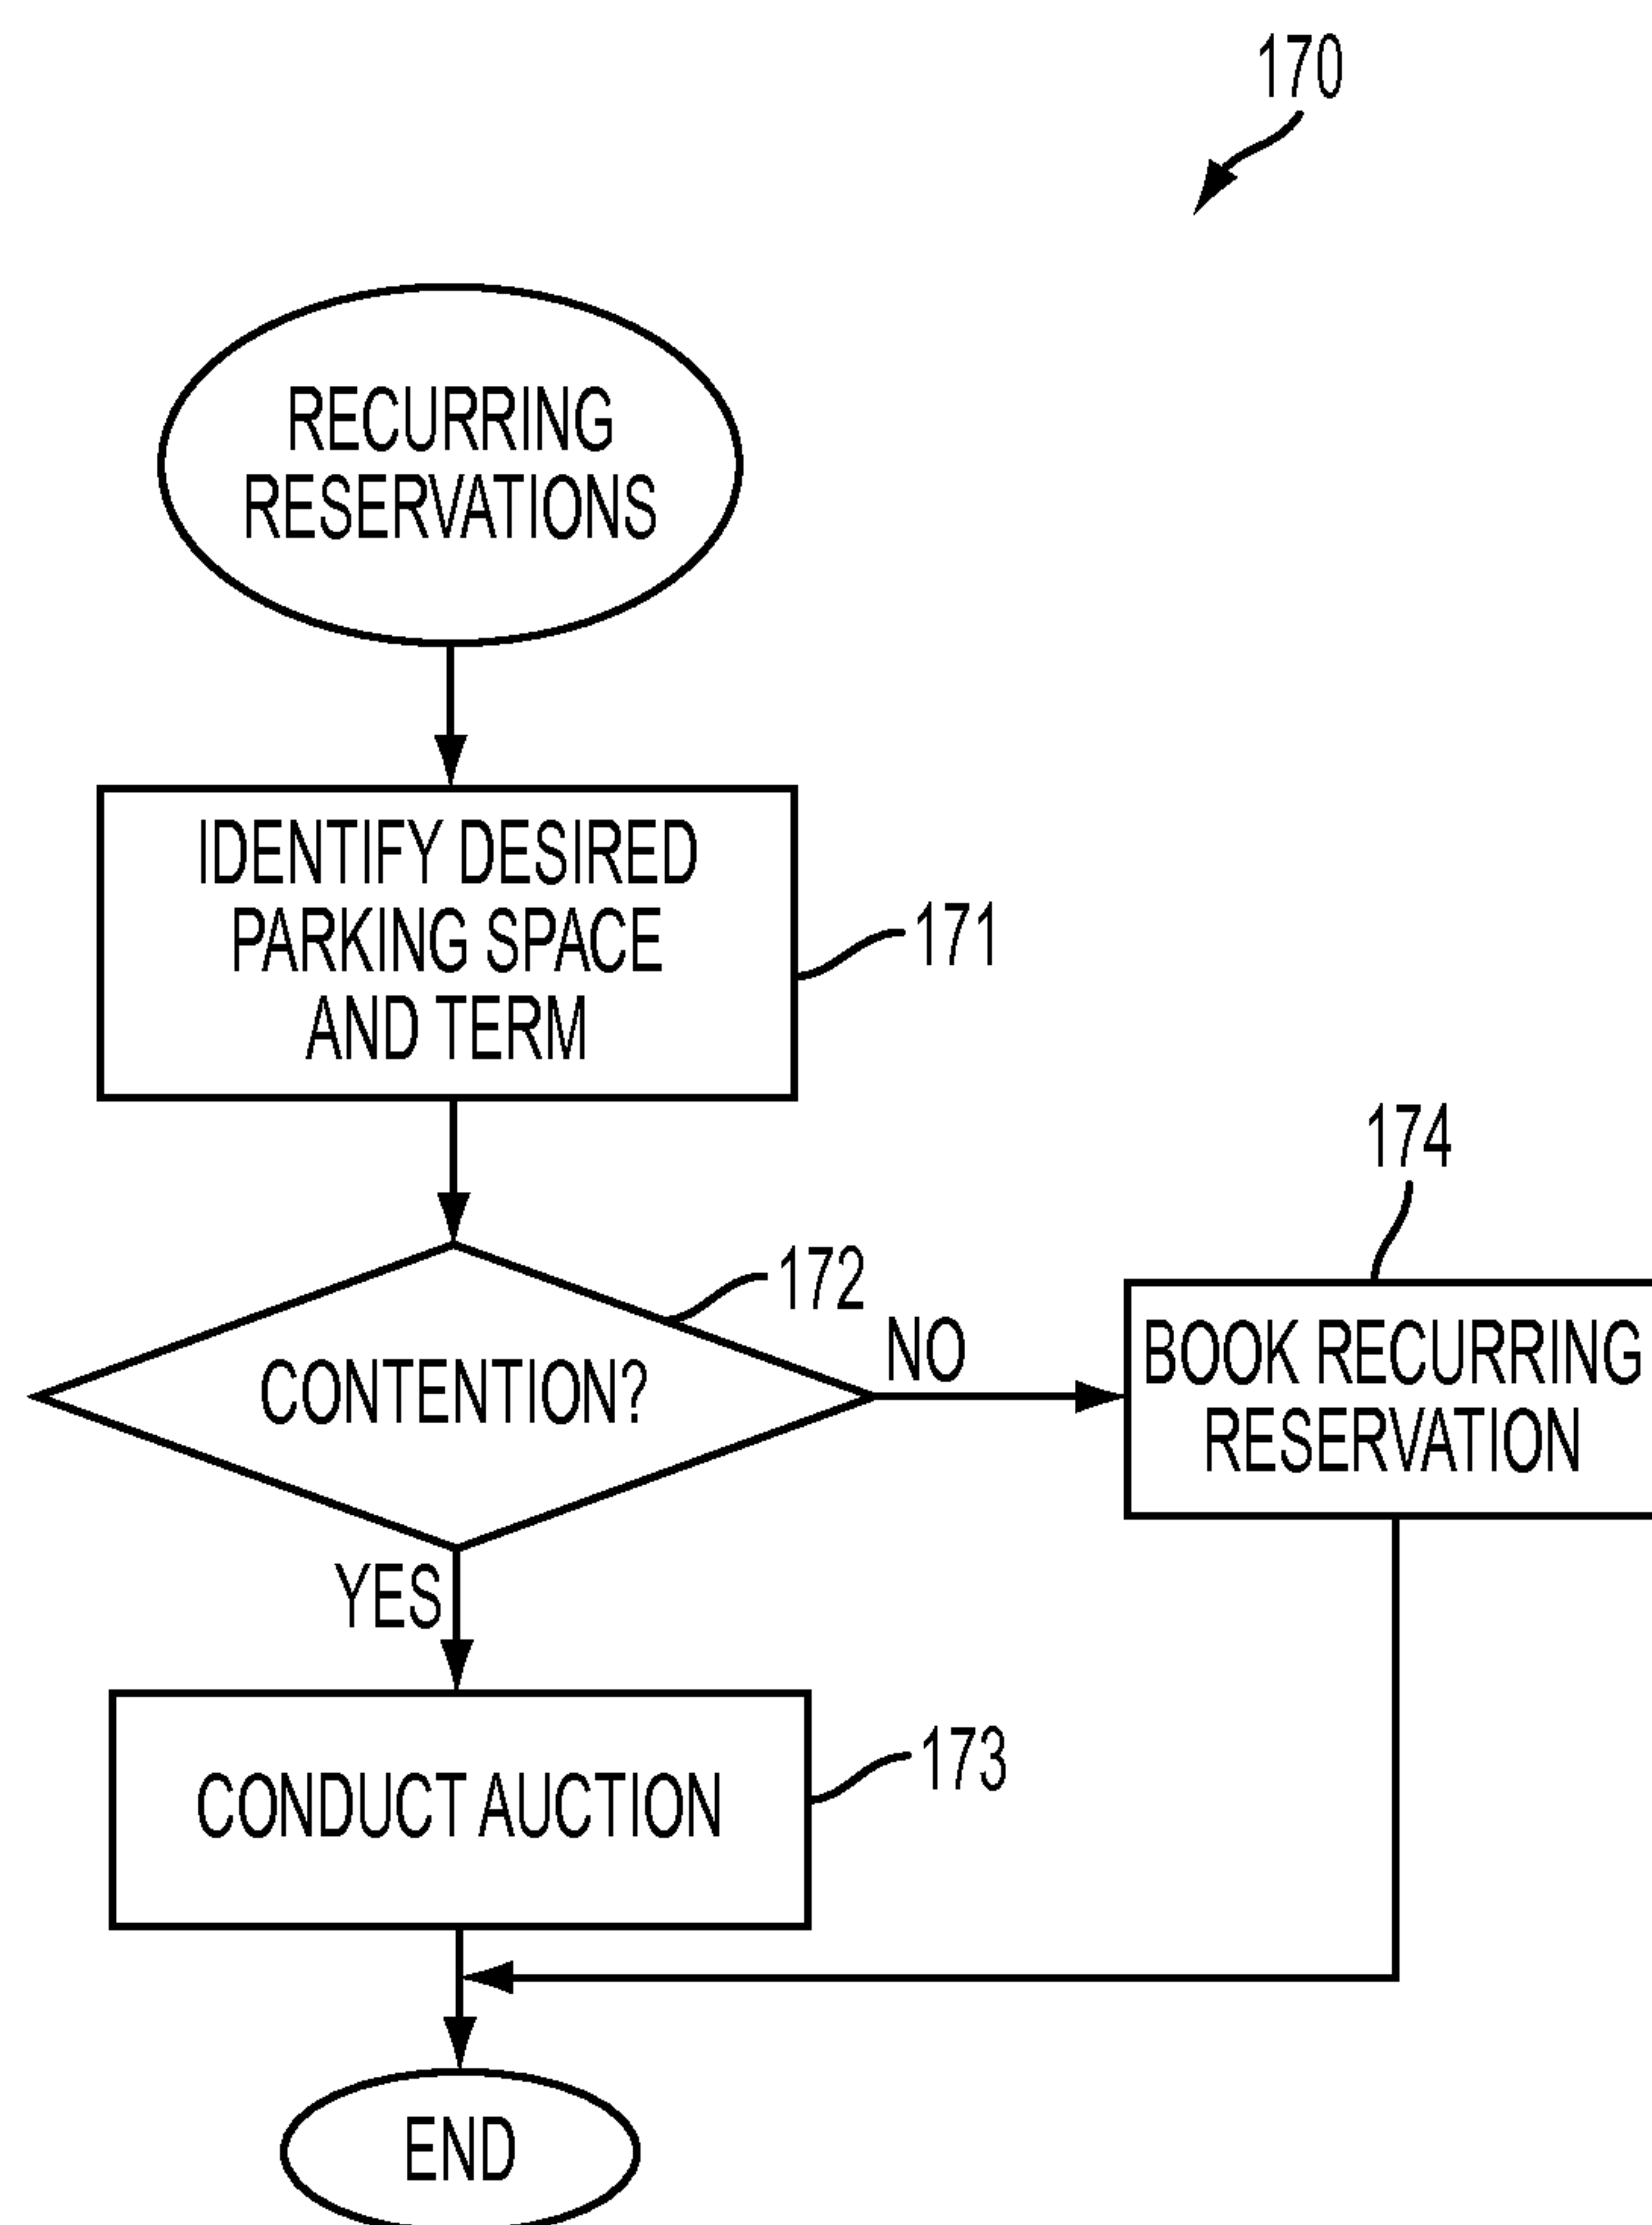 170
RECURRING
RESERVATIONS
IDENTIFY DESIRED
PARKING SPACE
AND TERM
171
172
CONTENTION?
NO
174
BOOK RECURRING
RESERVATION
YES
CONDUCT AUCTION
173
END